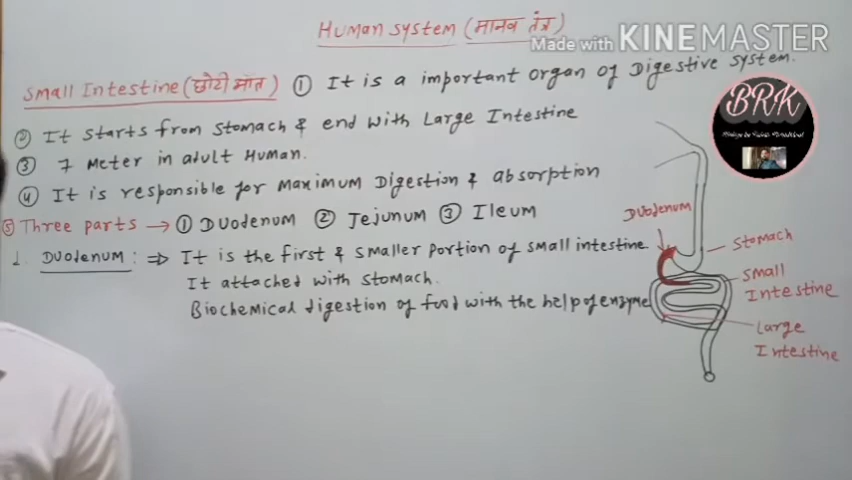 Human System (मानव तंत्र)
Made with KINEMASTER
Small Intestine (छोटी आंत) ① It is a important organ of Digestive system.
② It starts from Stomach & end with Large Intestine
③ 7 Meter in adult Human.
④ It is responsible for Maximum Digestion & absorption
⑤ Three parts → ① Duodenum ② Jejunum ③ Ileum
1. Duodenum : ⇒ It is the first & smaller portion of small intestine.
It attached with stomach.
Biochemical digestion of food with the help of enzyme
BRK
Duodenum
Stomach
Small
Intestine
Large
Intestine